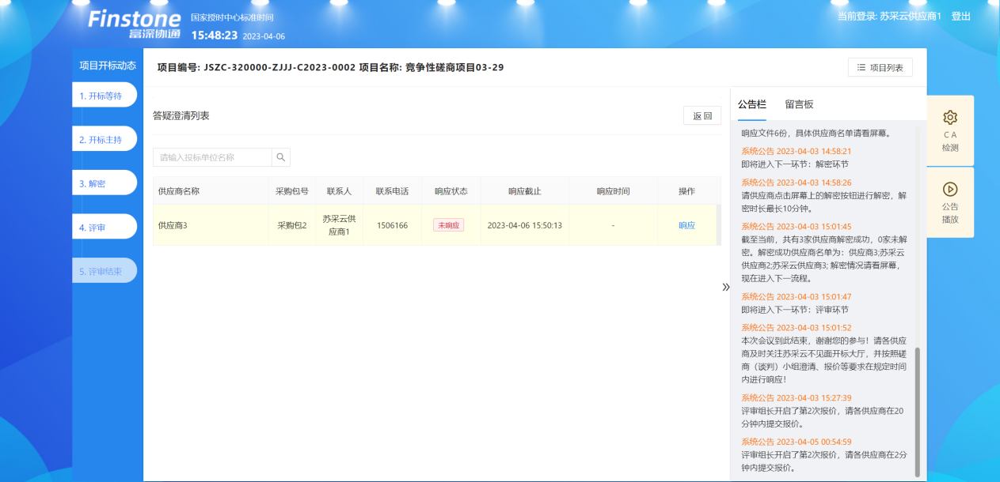 Finstone
富深协通
国家授时中心标准时间
15:48:23 2023-04-06
当前登录: 苏采云供应商1 登出
项目开标动态
1. 开标等待
2. 开标主持
3. 解密
4. 评审
5. 评审结束
项目编号: JSZC-320000-ZJJJ-C2023-0002 项目名称: 竞争性磋商项目03-29
项目列表
答疑澄清列表
返 回
请输入投标单位名称
供应商名称 采购包号 联系人 联系电话 响应状态 响应截止 响应时间 操作
供应商3 采购包2 苏采云供应商1 1506166 未响应 2023-04-06 15:50:13 - 响应
公告栏 留言板
响应文件6份，具体供应商名单请看屏幕。
系统公告 2023-04-03 14:58:21
即将进入下一环节：解密环节
系统公告 2023-04-03 14:58:26
请供应商点击屏幕上的解密按钮进行解密，解
密时长最长10分钟。
系统公告 2023-04-03 15:01:45
截至当前，共有3家供应商解密成功，0家未解
密。解密成功供应商名单为：供应商3;苏采云
供应商2;苏采云供应商3; 解密情况请看屏幕，
现在进入下一流程。
系统公告 2023-04-03 15:01:47
即将进入下一环节：评审环节
系统公告 2023-04-03 15:01:52
本次会议到此结束，谢谢您的参与！请各供应
商及时关注苏采云不见面开标大厅，并按照磋
商（谈判）小组澄清、报价等要求在规定时间
内进行响应！
系统公告 2023-04-03 15:27:39
评审组长开启了第2次报价，请各供应商在20
分钟内提交报价。
系统公告 2023-04-05 00:54:59
评审组长开启了第2次报价，请各供应商在2分
钟内提交报价。
C A
检测
公告
播放